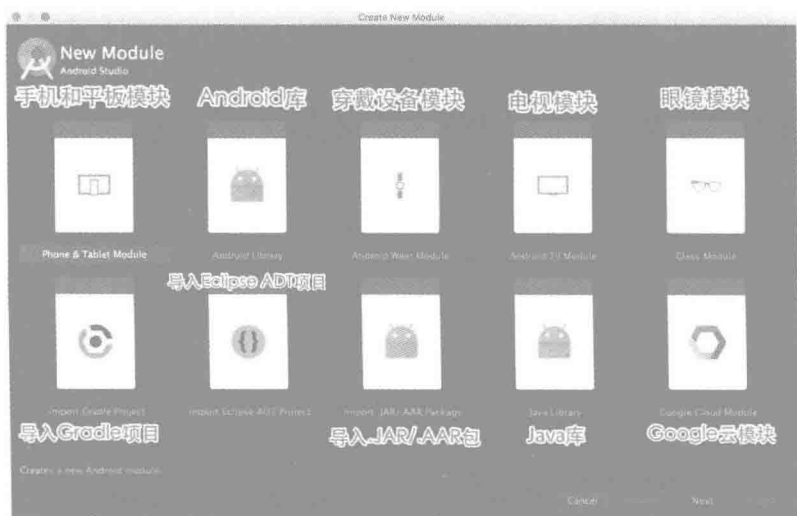 Create New Module
New Module
Android Studio
手机和平板模块
Android库
穿戴设备模块
电视模块
眼镜模块
Phone & Tablet Module
Android Library
Android Wear Module
Android TV Module
Glass Module
导入Eclipse ADT项目
Import Gradle Project
Import Eclipse ADT Project
Import .JAR/.AAR Package
Java Library
Google Cloud Module
导入Gradle项目
导入.JAR/.AAR包
Java库
Google云模块
Creates a new Android module.
Cancel
Next